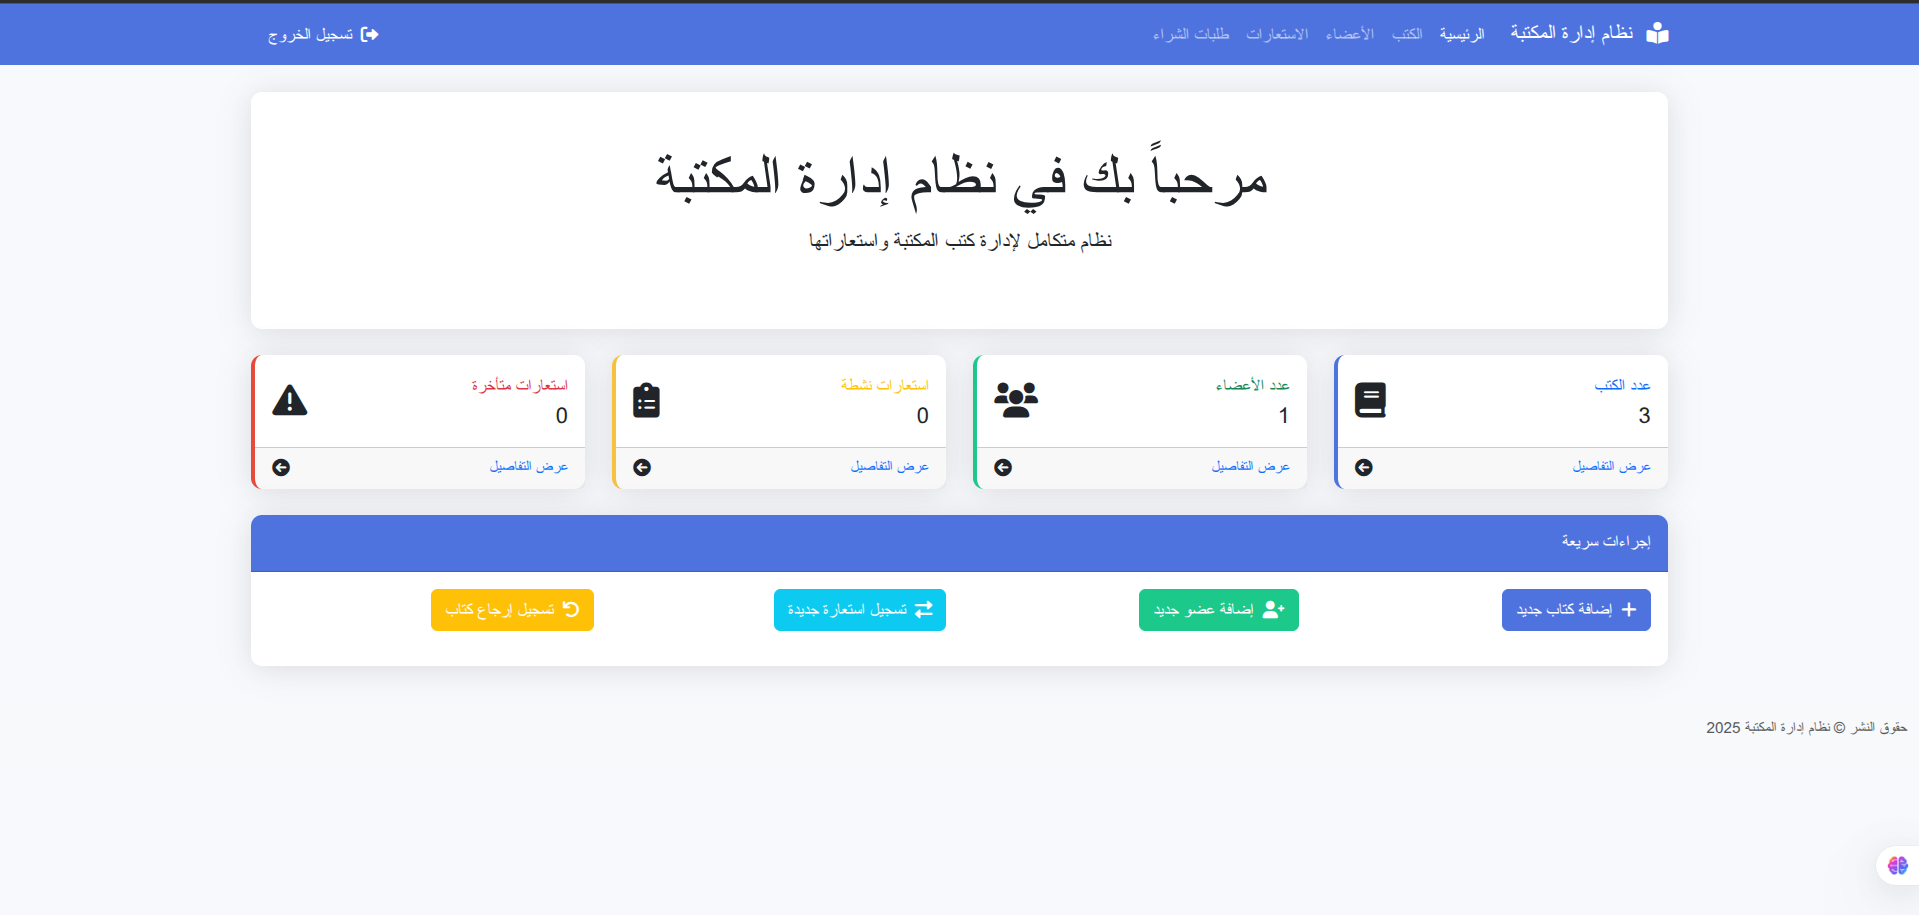 نظام إدارة المكتبة
الرئيسية
الكتب
الأعضاء
الاستعارات
طلبات الشراء
تسجيل الخروج
مرحباً بك في نظام إدارة المكتبة
نظام متكامل لإدارة كتب المكتبة واستعاراتها
عدد الكتب
3
عرض التفاصيل
عدد الأعضاء
1
عرض التفاصيل
استعارات نشطة
0
عرض التفاصيل
استعارات متأخرة
0
عرض التفاصيل
إجراءات سريعة
إضافة كتاب جديد
إضافة عضو جديد
تسجيل استعارة جديدة
تسجيل إرجاع كتاب
حقوق النشر © نظام إدارة المكتبة 2025